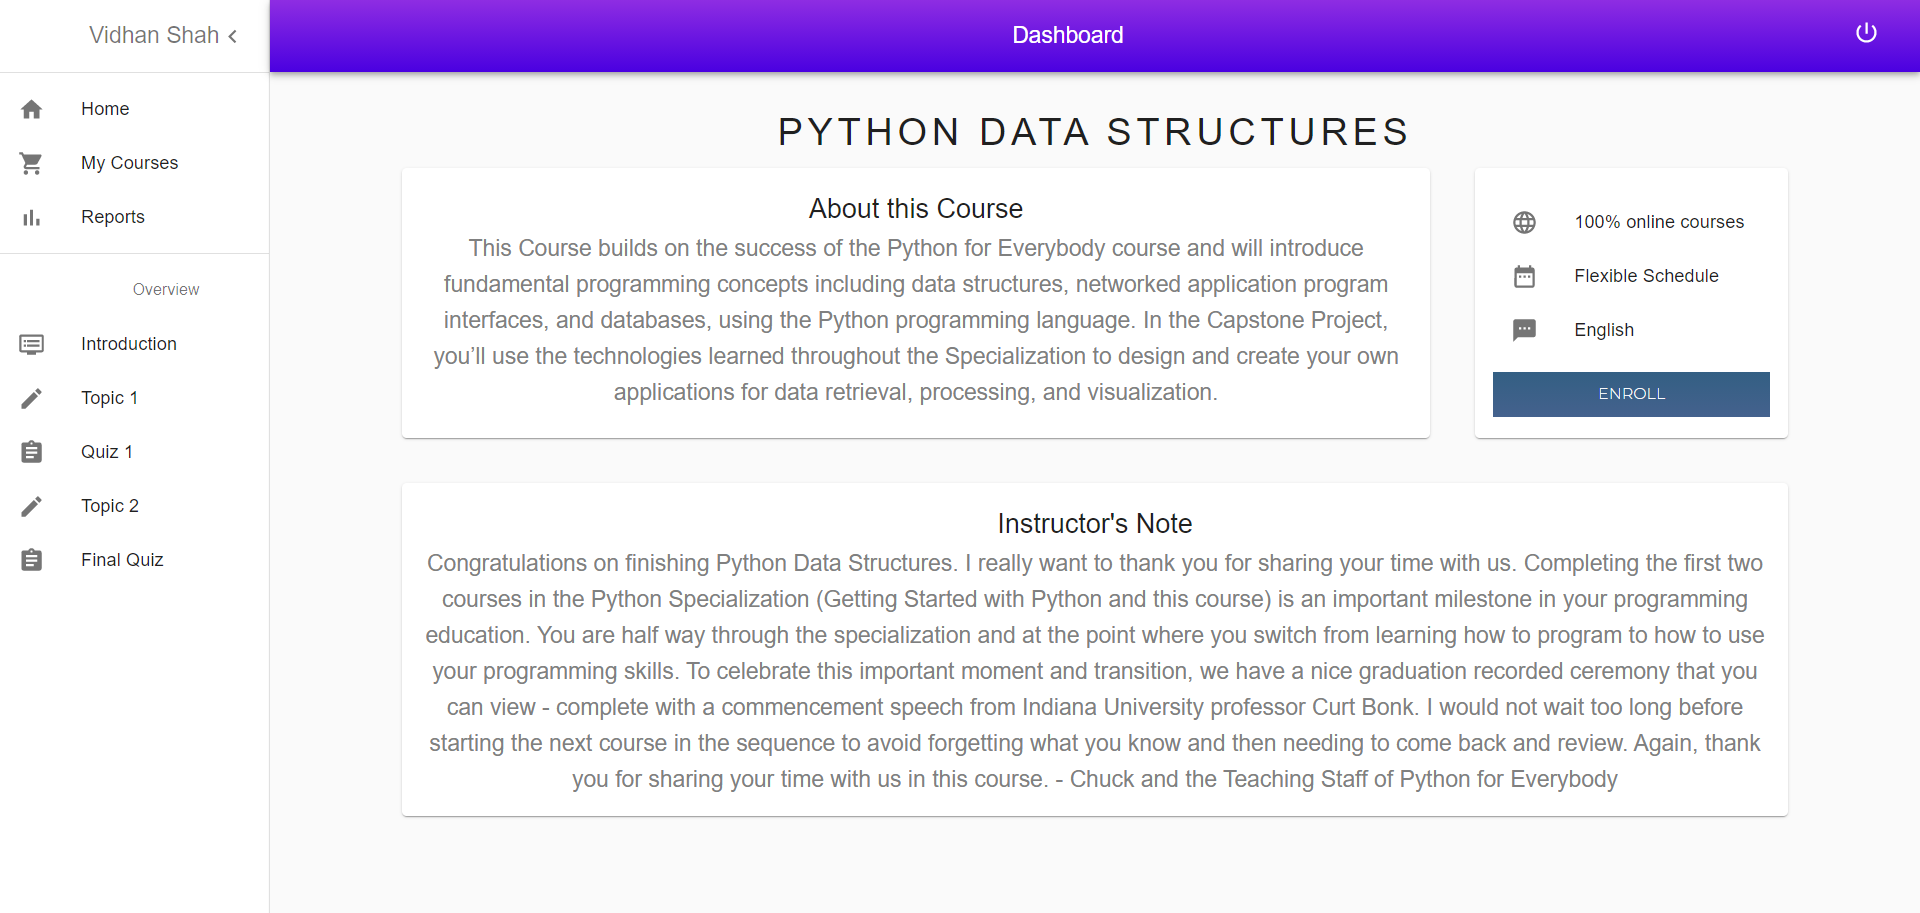 Vidhan Shah
Dashboard
Home
My Courses
Reports
Overview
Introduction
Topic 1
Quiz 1
Topic 2
Final Quiz
PYTHON DATA STRUCTURES
About this Course
This Course builds on the success of the Python for Everybody course and will introduce
fundamental programming concepts including data structures, networked application program
interfaces, and databases, using the Python programming language. In the Capstone Project,
you’ll use the technologies learned throughout the Specialization to design and create your own
applications for data retrieval, processing, and visualization.
100% online courses
Flexible Schedule
English
ENROLL
Instructor's Note
Congratulations on finishing Python Data Structures. I really want to thank you for sharing your time with us. Completing the first two
courses in the Python Specialization (Getting Started with Python and this course) is an important milestone in your programming
education. You are half way through the specialization and at the point where you switch from learning how to program to how to use
your programming skills. To celebrate this important moment and transition, we have a nice graduation recorded ceremony that you
can view - complete with a commencement speech from Indiana University professor Curt Bonk. I would not wait too long before
starting the next course in the sequence to avoid forgetting what you know and then needing to come back and review. Again, thank
you for sharing your time with us in this course. - Chuck and the Teaching Staff of Python for Everybody